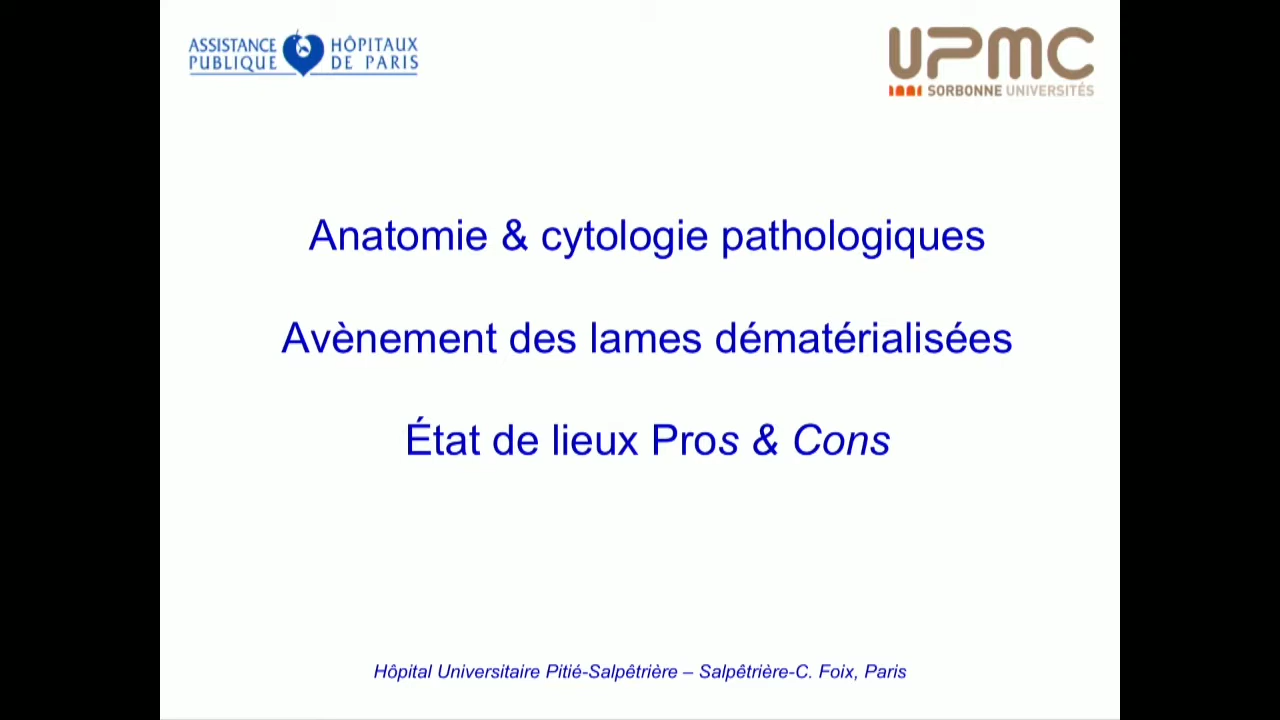 ASSISTANCE PUBLIQUE
HÔPITAUX DE PARIS
UPMC
SORBONNE UNIVERSITÉS
Anatomie & cytologie pathologiques
Avènement des lames dématérialisées
État de lieux Pros & Cons
Hôpital Universitaire Pitié-Salpêtrière – Salpêtrière-C. Foix, Paris